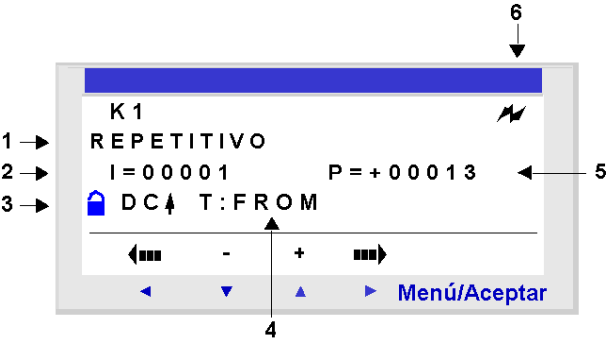 6
K1
1 REPETITIVO
2 I=00001 P=+00013 5
3 DC T:FROM
- +
Menú/Aceptar
4